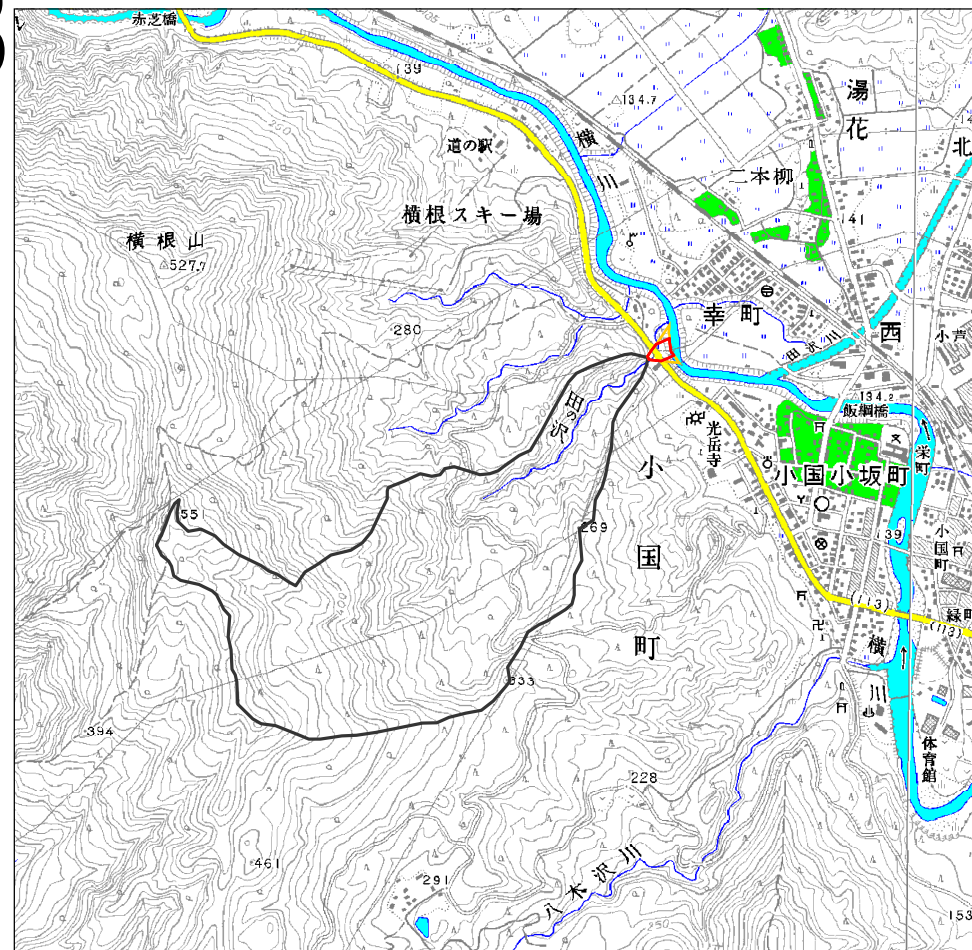 赤芝橋
139
134.7
湯花
道の駅
横川
二本柳
北
横根スキー場
141
横根山
527.7
280
幸町
田沢川
西
小芦
田の沢
134.2
飯綱橋
光岳寺
栄町
小国小坂町
小国町
55
269
139
小国町
(113)
緑町
(113)
横川
333
394
体育館
228
461
291
八木沢川
250
153